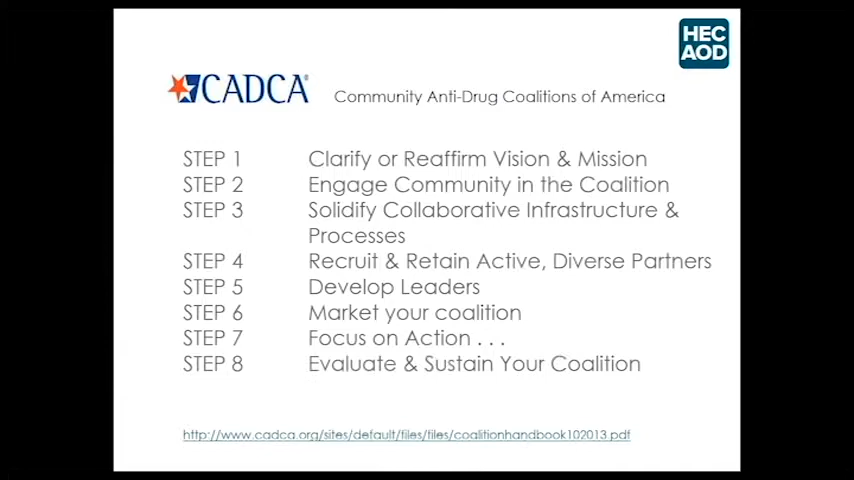 HEC
AOD
CADCA®
Community Anti-Drug Coalitions of America
STEP 1 Clarify or Reaffirm Vision & Mission
STEP 2 Engage Community in the Coalition
STEP 3 Solidify Collaborative Infrastructure &
Processes
STEP 4 Recruit & Retain Active, Diverse Partners
STEP 5 Develop Leaders
STEP 6 Market your coalition
STEP 7 Focus on Action . . .
STEP 8 Evaluate & Sustain Your Coalition
http://www.cadca.org/sites/default/files/files/coalitionhandbook102013.pdf